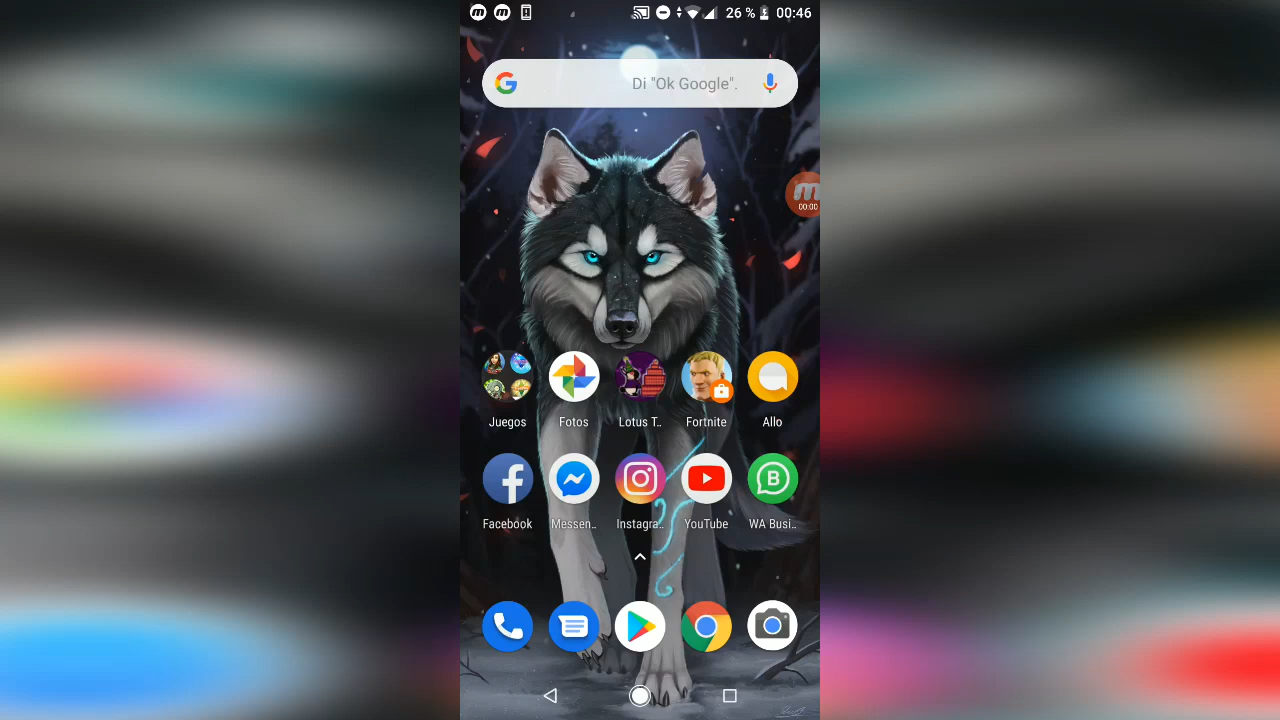 26 % 00:46
Di "Ok Google".
00:00
Juegos Fotos Lotus T.. Fortnite Allo
Facebook Messen.. Instagra.. YouTube WA Busi..